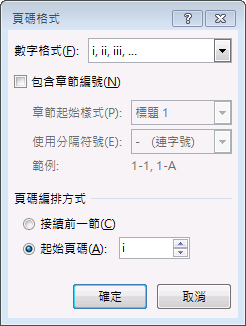 頁碼格式
數字格式(F): i, ii, iii, ...
包含章節編號(N)
章節起始樣式(P): 標題 1
使用分隔符號(E): - (連字號)
範例: 1-1, 1-A
頁碼編排方式
接續前一節(C)
起始頁碼(A): i
確定 取消